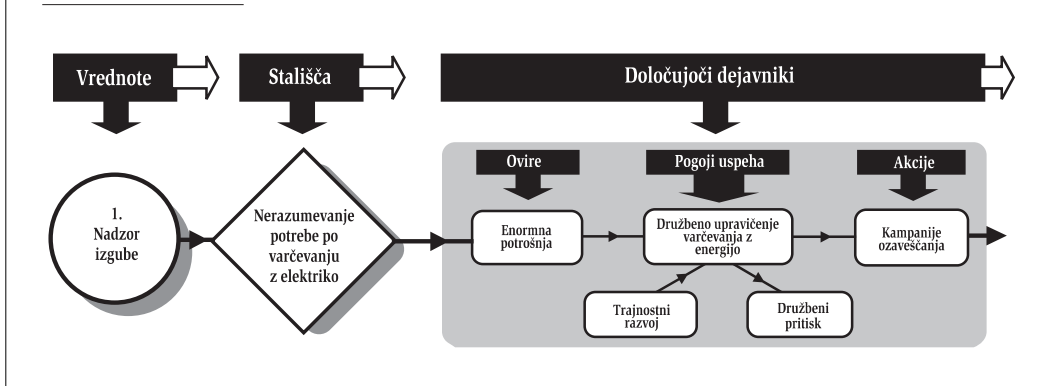 Vrednote
Stališča
Določujoči dejavniki
Ovire
Pogoji uspeha
Akcije
1.
Nadzor
izgube
Nerazumevanje
potrebe po
varčevanju
z elektriko
Enormna
potrošnja
Družbeno upravičenje
varčevanja z
energijo
Kampanije
ozaveščanja
Trajnostni
razvoj
Družbeni
pritisk